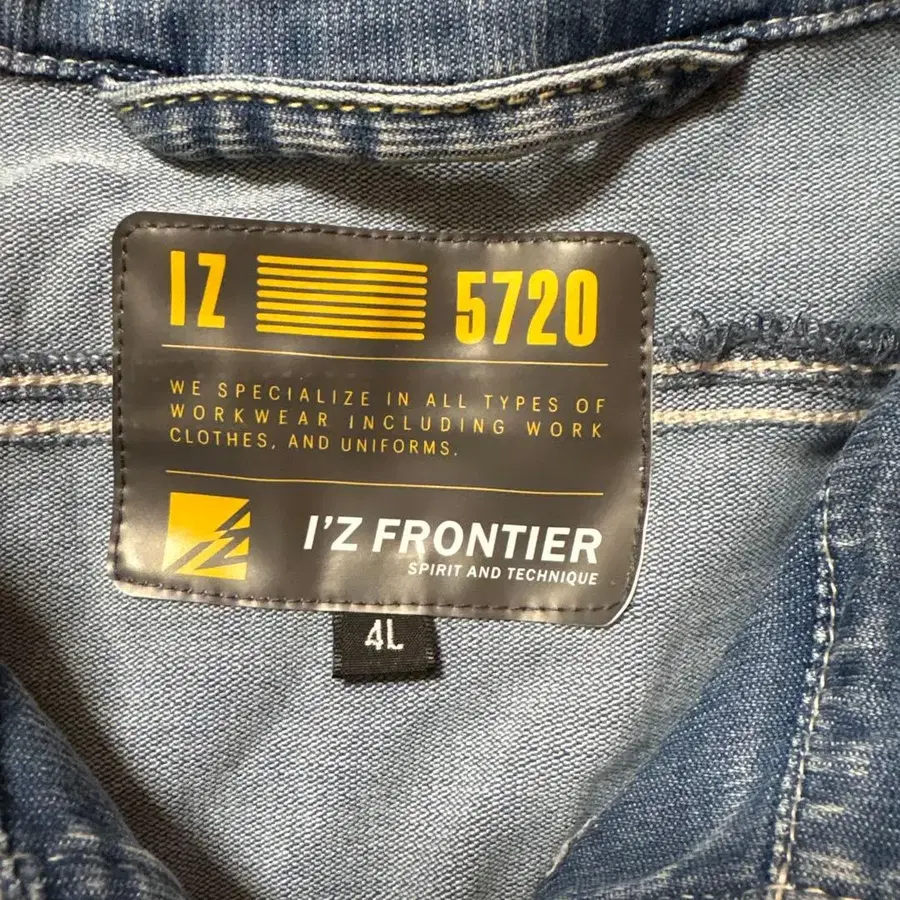 IZ 5720
WE SPECIALIZE IN ALL TYPES OF
WORKWEAR INCLUDING WORK
CLOTHES, AND UNIFORMS.
I'Z FRONTIER
SPIRIT AND TECHNIQUE
4L